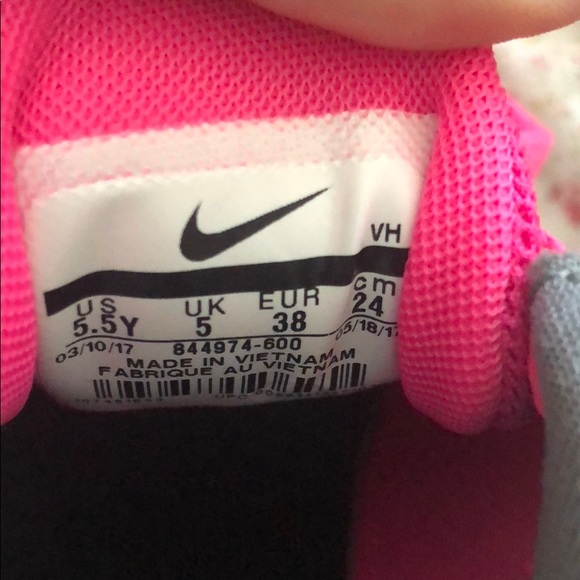 VH
US UK EUR cm
5.5Y 5 38 24
03/10/17 844974-600 05/18/17
MADE IN VIETNAM
FABRIQUE AU VIETNAM
UPC